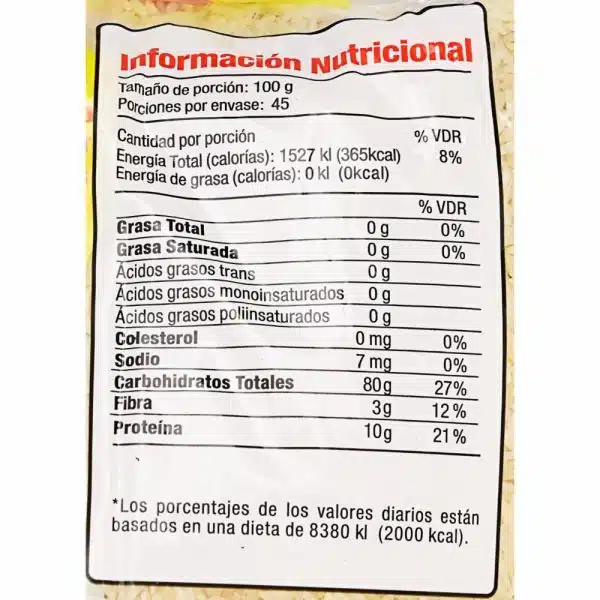 Información Nutricional
Tamaño de porción: 100 g
Porciones por envase: 45
Cantidad por porción % VDR
Energía Total (calorías): 1527 kl (365kcal) 8%
Energía de grasa (calorías): 0 kl (0kcal)
% VDR
Grasa Total 0 g 0%
Grasa Saturada 0 g 0%
Ácidos grasos trans 0 g
Ácidos grasos monoinsaturados 0 g
Ácidos grasos poliinsaturados 0 g
Colesterol 0 mg 0%
Sodio 7 mg 0%
Carbohidratos Totales 80g 27%
Fibra 3g 12%
Proteína 10g 21%
*Los porcentajes de los valores diarios están
basados en una dieta de 8380 kl (2000 kcal).